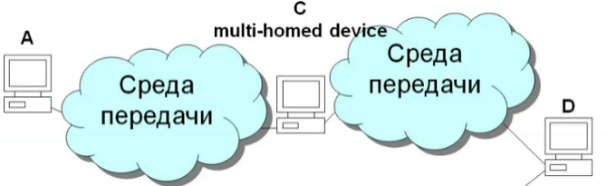 C
A
multi-homed device
Среда
передачи
Среда
передачи
D